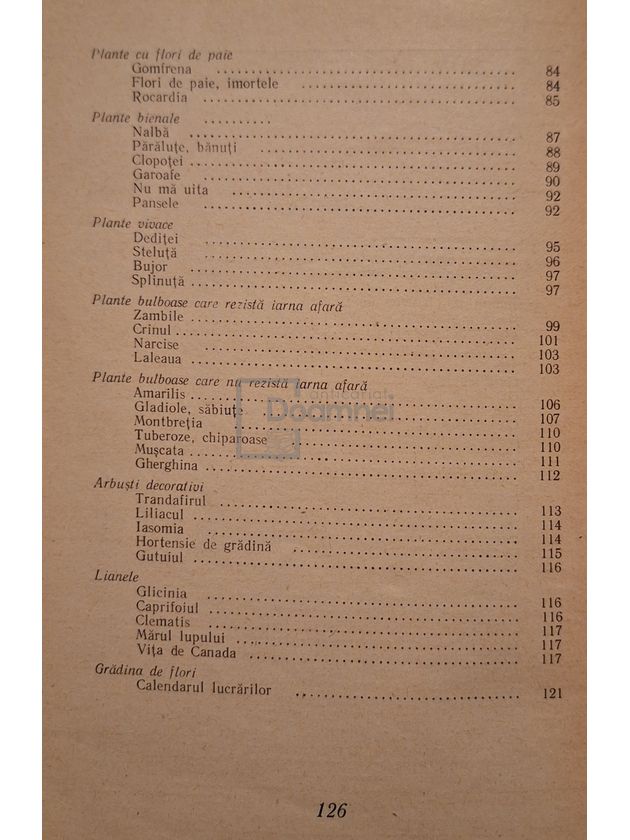 Plante cu flori de paie
Gomfrena ..... 84
Flori de paie, imortele ..... 84
Rocardia ..... 85
Plante bienale .....
Nalbă ..... 87
Părăluțe, bănuți ..... 88
Clopoței ..... 89
Garoafe ..... 90
Nu mă uita ..... 92
Pansele ..... 92
Plante vivace
Dediței ..... 95
Steluță ..... 96
Bujor ..... 97
Splinuță ..... 97
Plante bulboase care rezistă iarna afară
Zambile ..... 99
Crinul ..... 101
Narcise ..... 103
Laleaua ..... 103
Plante bulboase care nu rezistă iarna afară
Amarilis ..... 106
Gladiole, săbiuțe ..... 107
Montbreția ..... 110
Tuberoze, chiparoase ..... 110
Mușcata ..... 111
Gherghina ..... 112
Arbuști decorativi
Trandafirul ..... 113
Liliacul ..... 114
Iasomia ..... 114
Hortensie de grădină ..... 115
Gutuiul ..... 116
Lianele
Glicinia ..... 116
Caprifoiul ..... 116
Clematis ..... 117
Mărul lupului ..... 117
Vița de Canada ..... 117
Grădina de flori
Calendarul lucrărilor ..... 121
126
anticariat
Doamnei